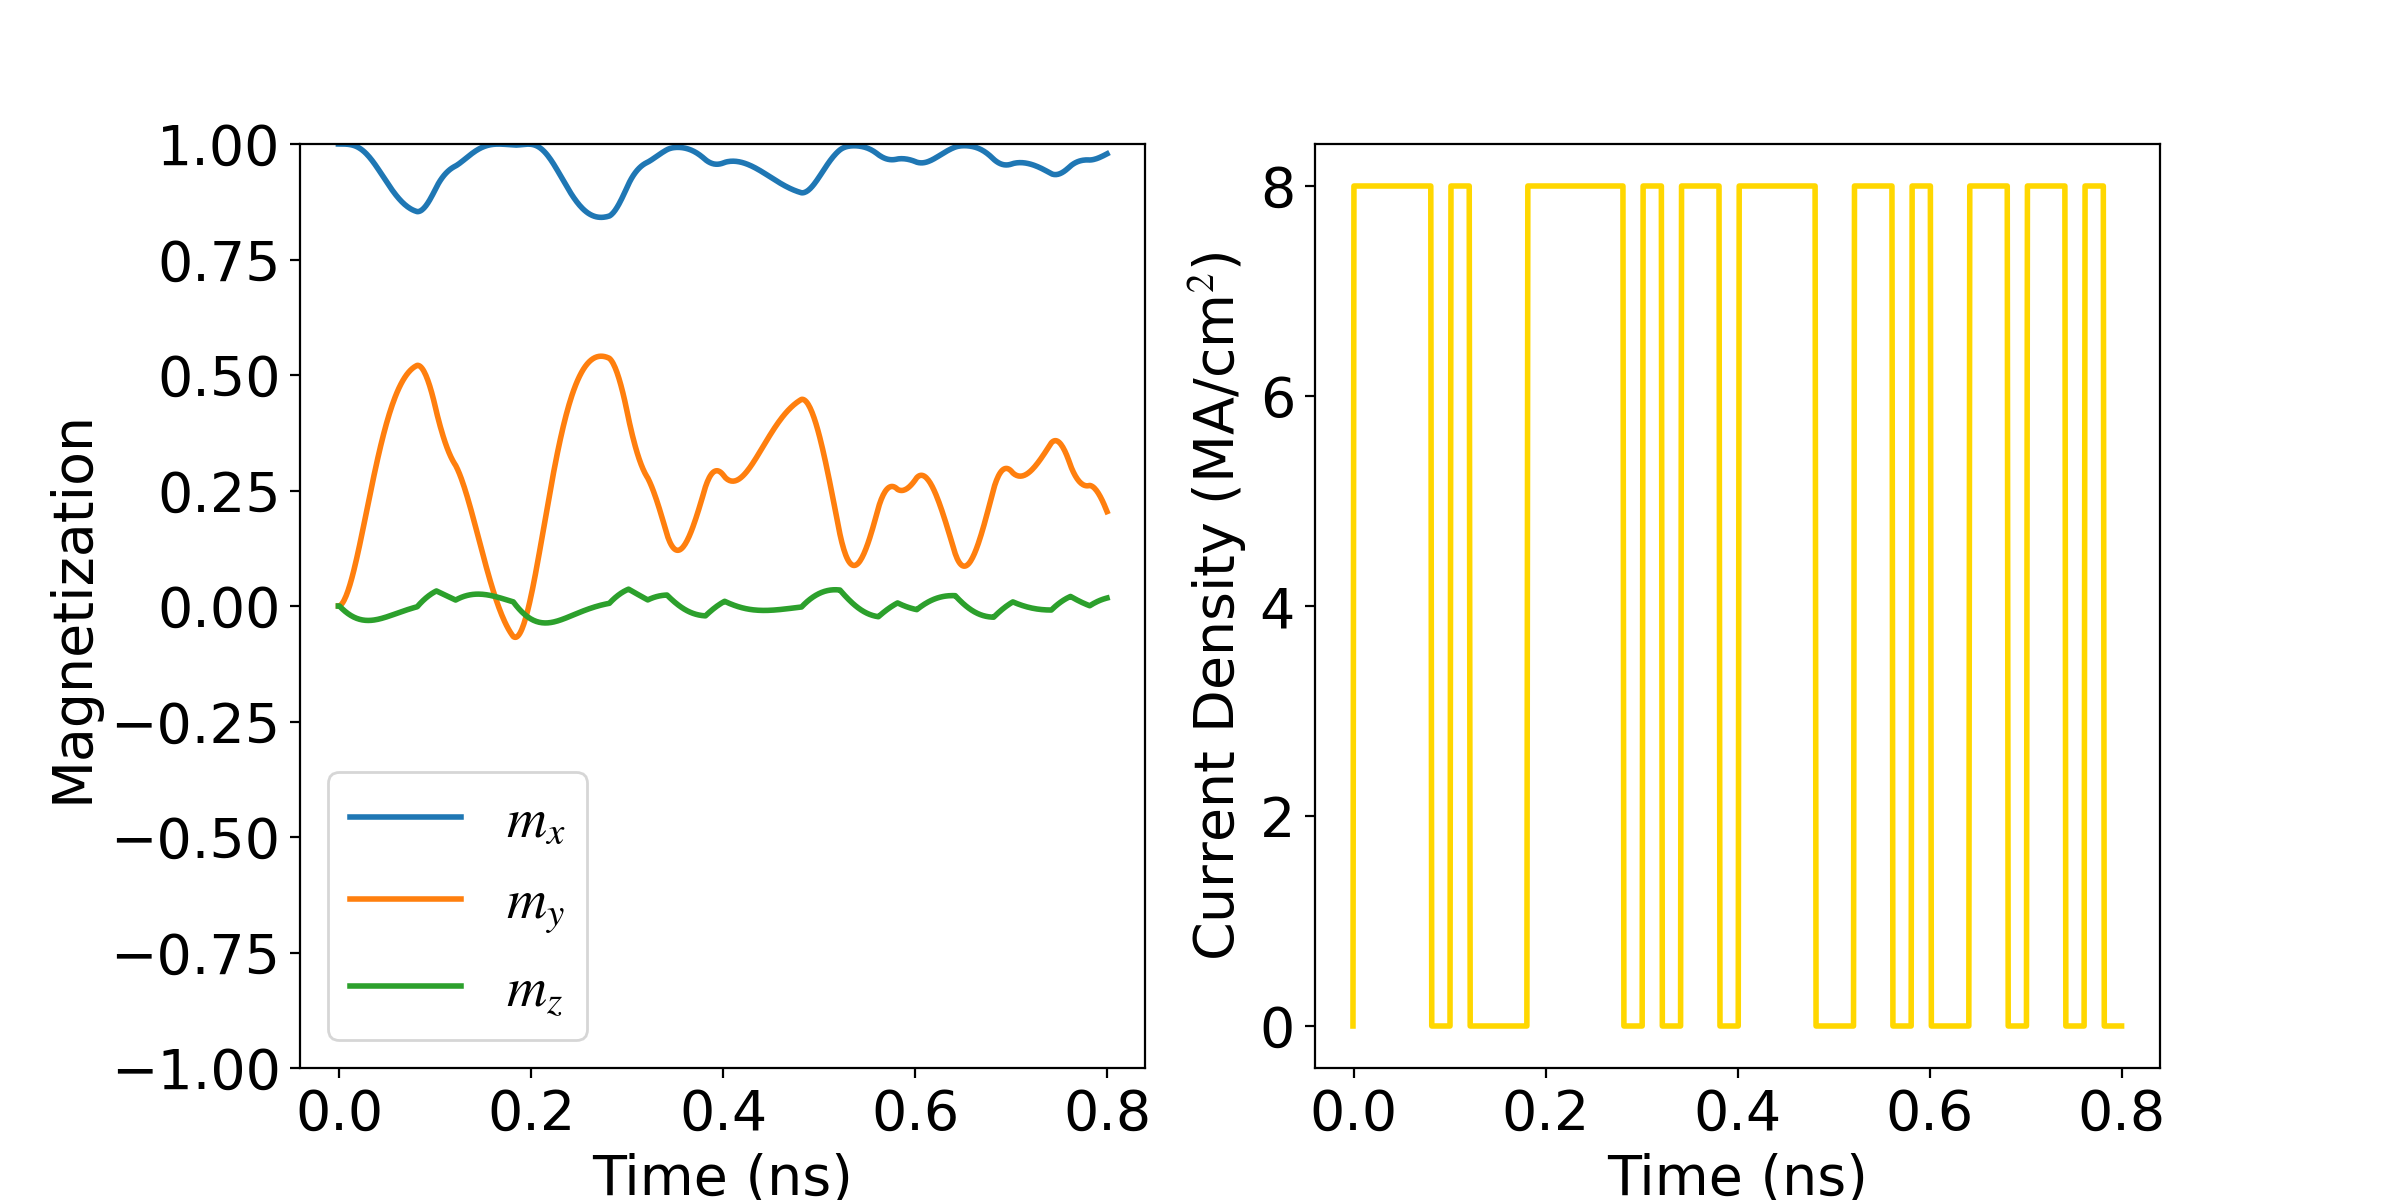 1.00
0.75
0.50
0.25
0.00
−0.25
−0.50
−0.75
−1.00
Magnetization
m_x
m_y
m_z
0.0 0.2 0.4 0.6 0.8
Time (ns)
8
6
4
2
0
Current Density (MA/cm²)
0.0 0.2 0.4 0.6 0.8
Time (ns)